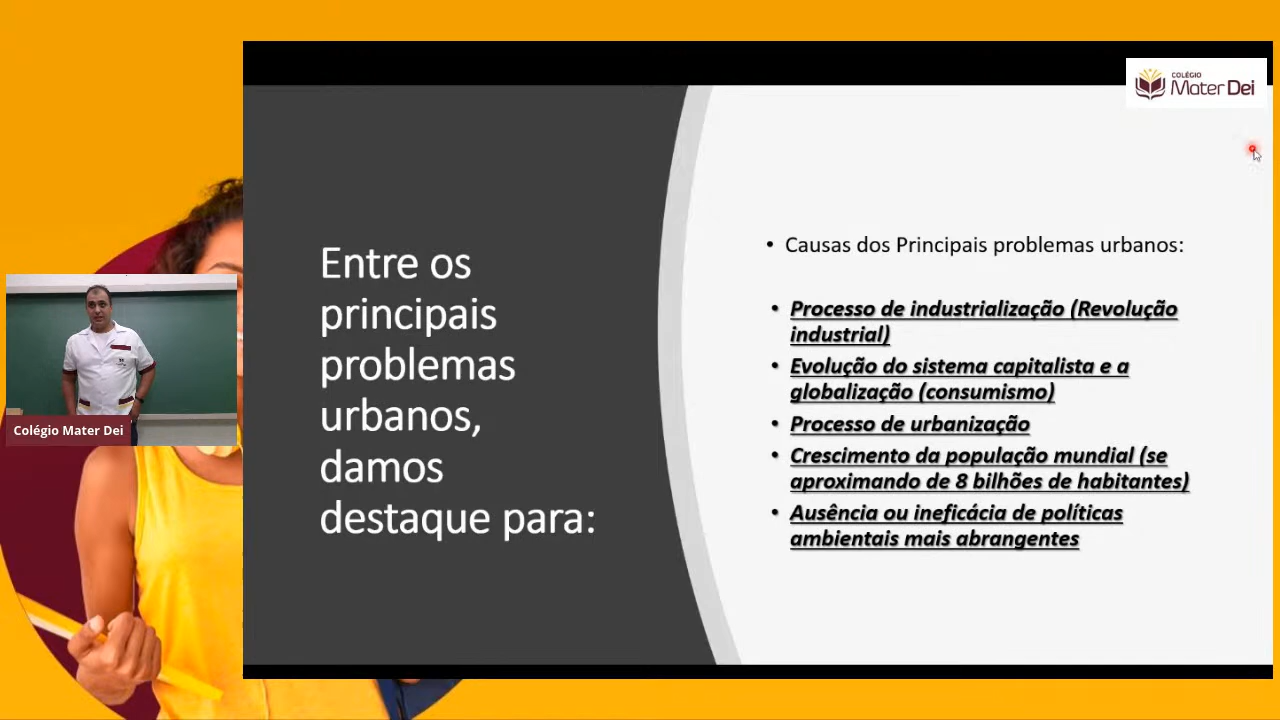 COLÉGIO
Mater Dei
Entre os
principais
problemas
urbanos,
damos
destaque para:
• Causas dos Principais problemas urbanos:
• Processo de industrialização (Revolução
industrial)
• Evolução do sistema capitalista e a
globalização (consumismo)
• Processo de urbanização
• Crescimento da população mundial (se
aproximando de 8 bilhões de habitantes)
• Ausência ou ineficácia de políticas
ambientais mais abrangentes
Colégio Mater Dei